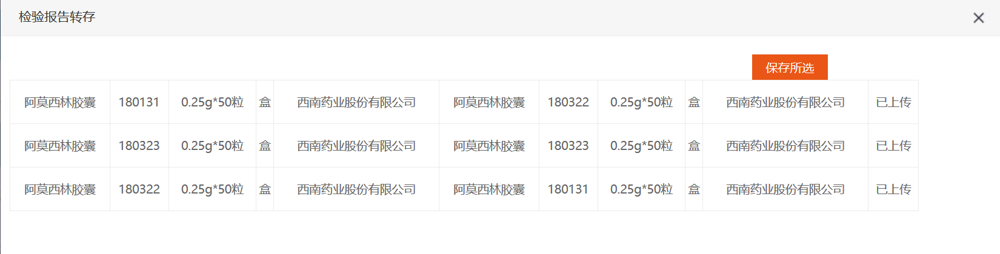 检验报告转存
保存所选
阿莫西林胶囊 180131 0.25g*50粒 盒 西南药业股份有限公司 阿莫西林胶囊 180322 0.25g*50粒 盒 西南药业股份有限公司 已上传
阿莫西林胶囊 180323 0.25g*50粒 盒 西南药业股份有限公司 阿莫西林胶囊 180323 0.25g*50粒 盒 西南药业股份有限公司 已上传
阿莫西林胶囊 180322 0.25g*50粒 盒 西南药业股份有限公司 阿莫西林胶囊 180131 0.25g*50粒 盒 西南药业股份有限公司 已上传